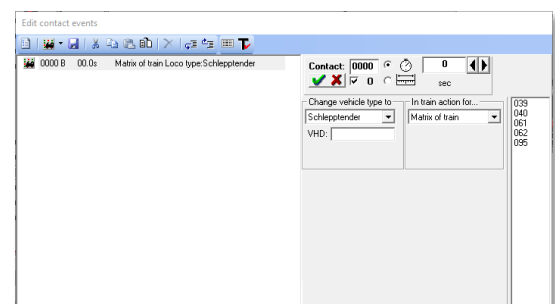 Edit contact events
0000 B 00.0s Matrix of train Loco type:Schlepptender
Contact: 0000 0
0 sec
Change vehicle type to
Schlepptender
VHD:
In train action for...
Matrix of train
039
040
061
062
095